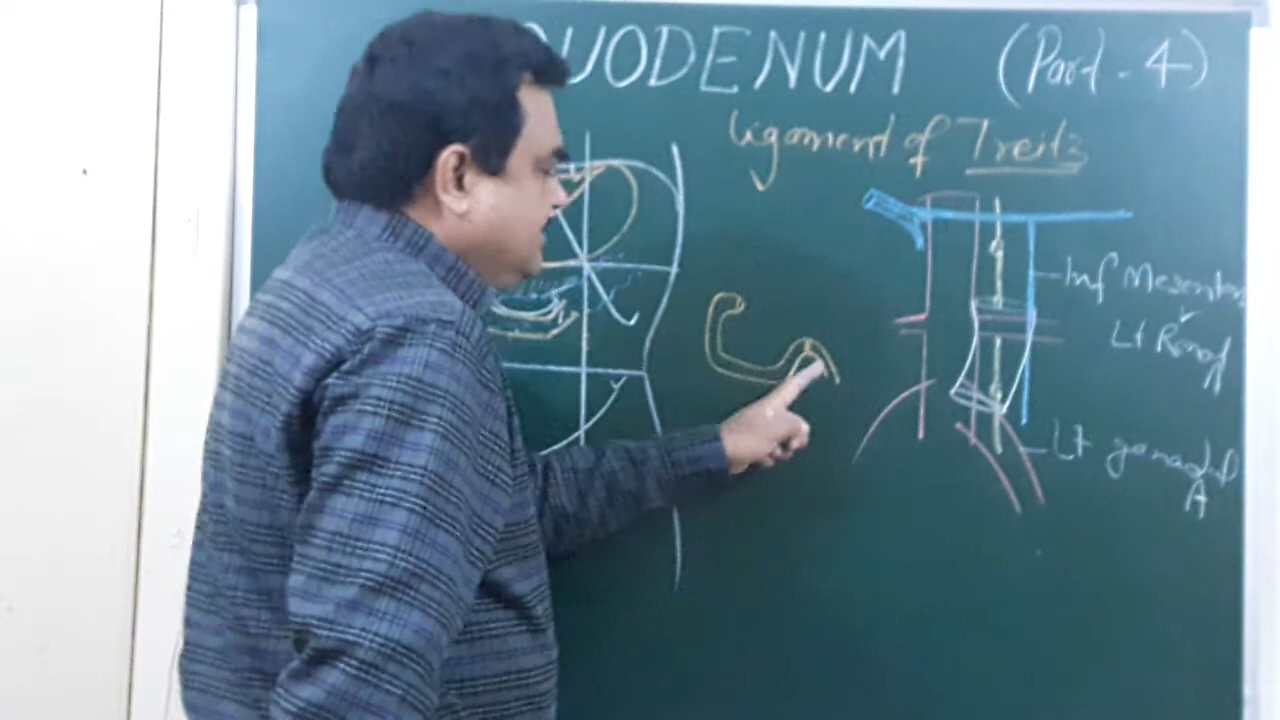 DUODENUM (Part - 4)
ligament of Treitz
Inf Mesenteric
Lt Renal
Lt gonadal
A